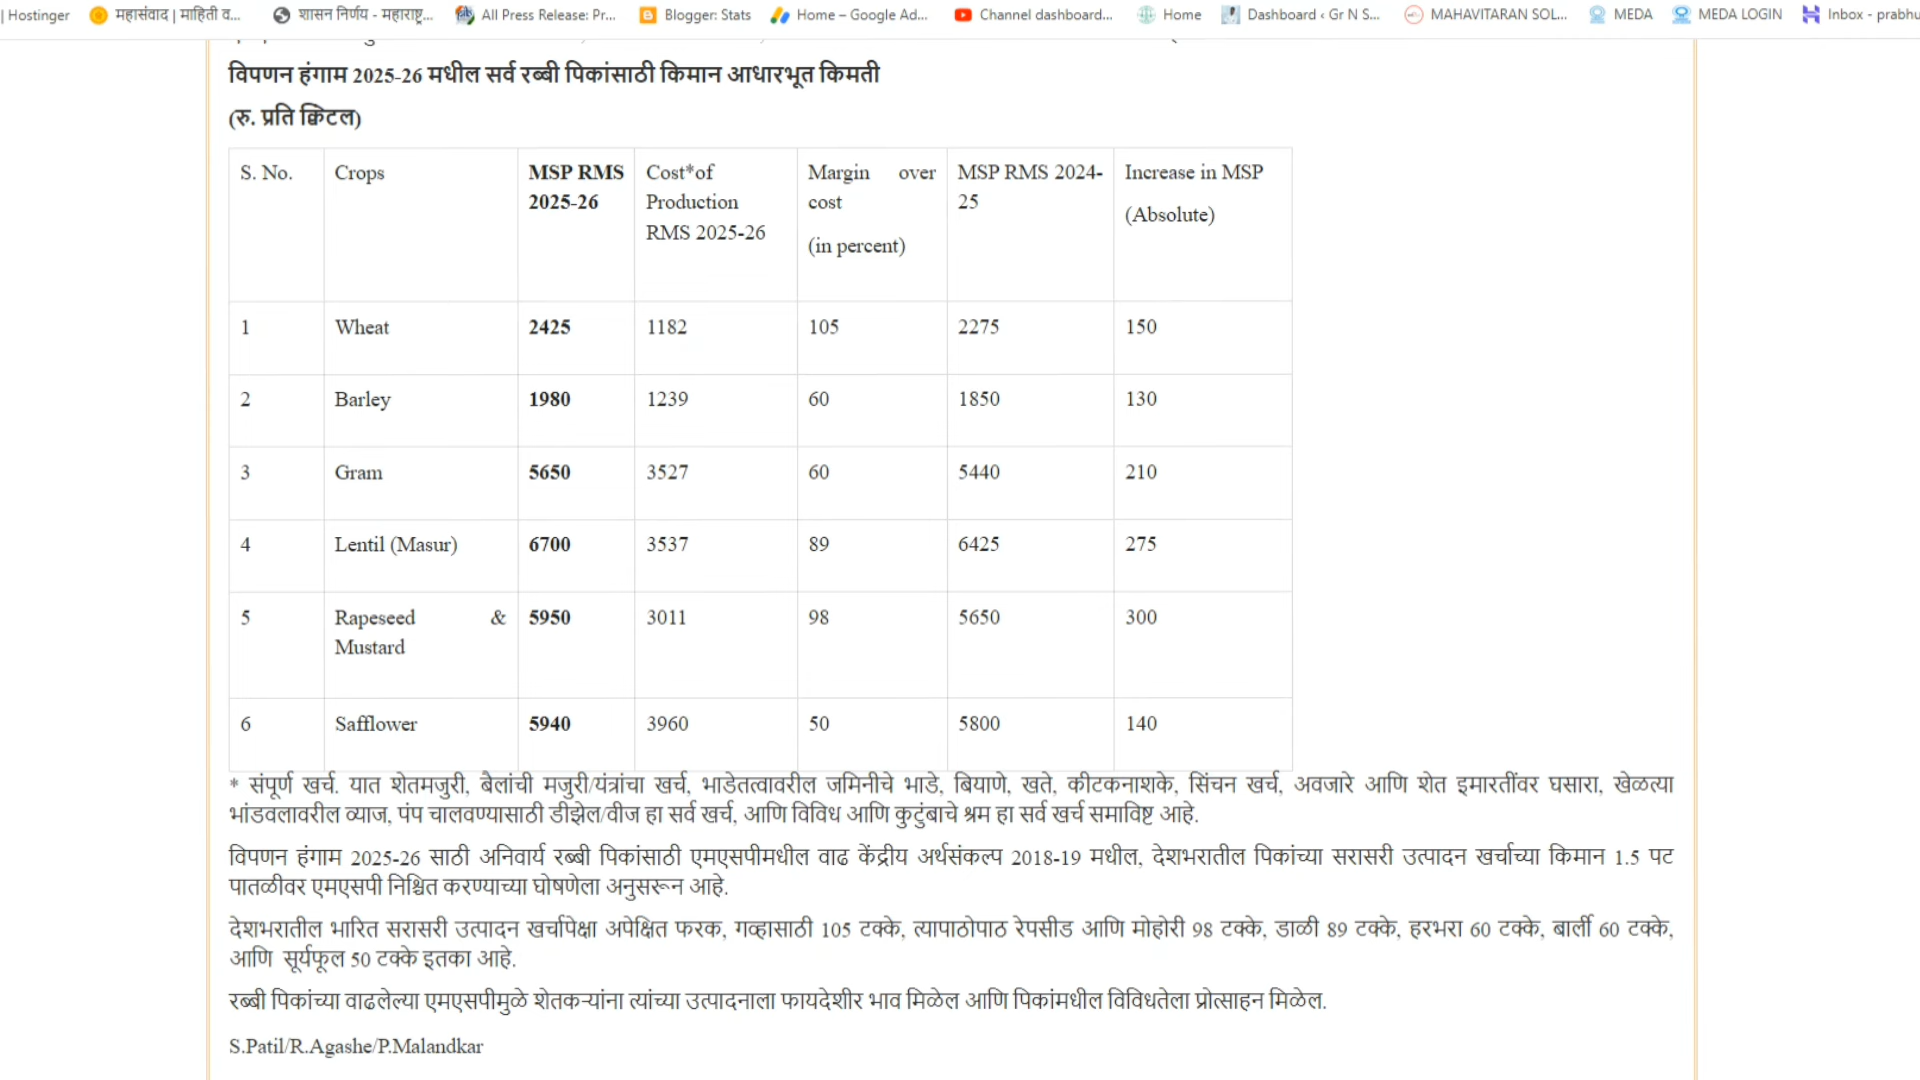 | Hostinger महासंवाद | माहिती व... शासन निर्णय - महाराष्ट्र... All Press Release: Pr... Blogger: Stats Home – Google Ad... Channel dashboard... Home Dashboard ‹ Gr N S... MAHAVITARAN SOL... MEDA MEDA LOGIN Inbox - prabhu
विपणन हंगाम 2025-26 मधील सर्व रब्बी पिकांसाठी किमान आधारभूत किमती
(रु. प्रति क्विंटल)
S. No. Crops MSP RMS 2025-26 Cost*of Production RMS 2025-26 Margin over cost (in percent) MSP RMS 2024-25 Increase in MSP (Absolute)
1 Wheat 2425 1182 105 2275 150
2 Barley 1980 1239 60 1850 130
3 Gram 5650 3527 60 5440 210
4 Lentil (Masur) 6700 3537 89 6425 275
5 Rapeseed & Mustard 5950 3011 98 5650 300
6 Safflower 5940 3960 50 5800 140
* संपूर्ण खर्च. यात शेतमजुरी, बैलांची मजुरी/यंत्रांचा खर्च, भाडेतत्वावरील जमिनीचे भाडे, बियाणे, खते, कीटकनाशके, सिंचन खर्च, अवजारे आणि शेत इमारतींवर घसारा, खेळत्या
भांडवलावरील व्याज, पंप चालवण्यासाठी डीझेल/वीज हा सर्व खर्च, आणि विविध आणि कुटुंबाचे श्रम हा सर्व खर्च समाविष्ट आहे.
विपणन हंगाम 2025-26 साठी अनिवार्य रब्बी पिकांसाठी एमएसपीमधील वाढ केंद्रीय अर्थसंकल्प 2018-19 मधील, देशभरातील पिकांच्या सरासरी उत्पादन खर्चाच्या किमान 1.5 पट
पातळीवर एमएसपी निश्चित करण्याच्या घोषणेला अनुसरून आहे.
देशभरातील भारित सरासरी उत्पादन खर्चापेक्षा अपेक्षित फरक, गव्हासाठी 105 टक्के, त्यापाठोपाठ रेपसीड आणि मोहोरी 98 टक्के, डाळी 89 टक्के, हरभरा 60 टक्के, बार्ली 60 टक्के,
आणि सूर्यफूल 50 टक्के इतका आहे.
रब्बी पिकांच्या वाढलेल्या एमएसपीमुळे शेतकऱ्यांना त्यांच्या उत्पादनाला फायदेशीर भाव मिळेल आणि पिकांमधील विविधतेला प्रोत्साहन मिळेल.
S.Patil/R.Agashe/P.Malandkar